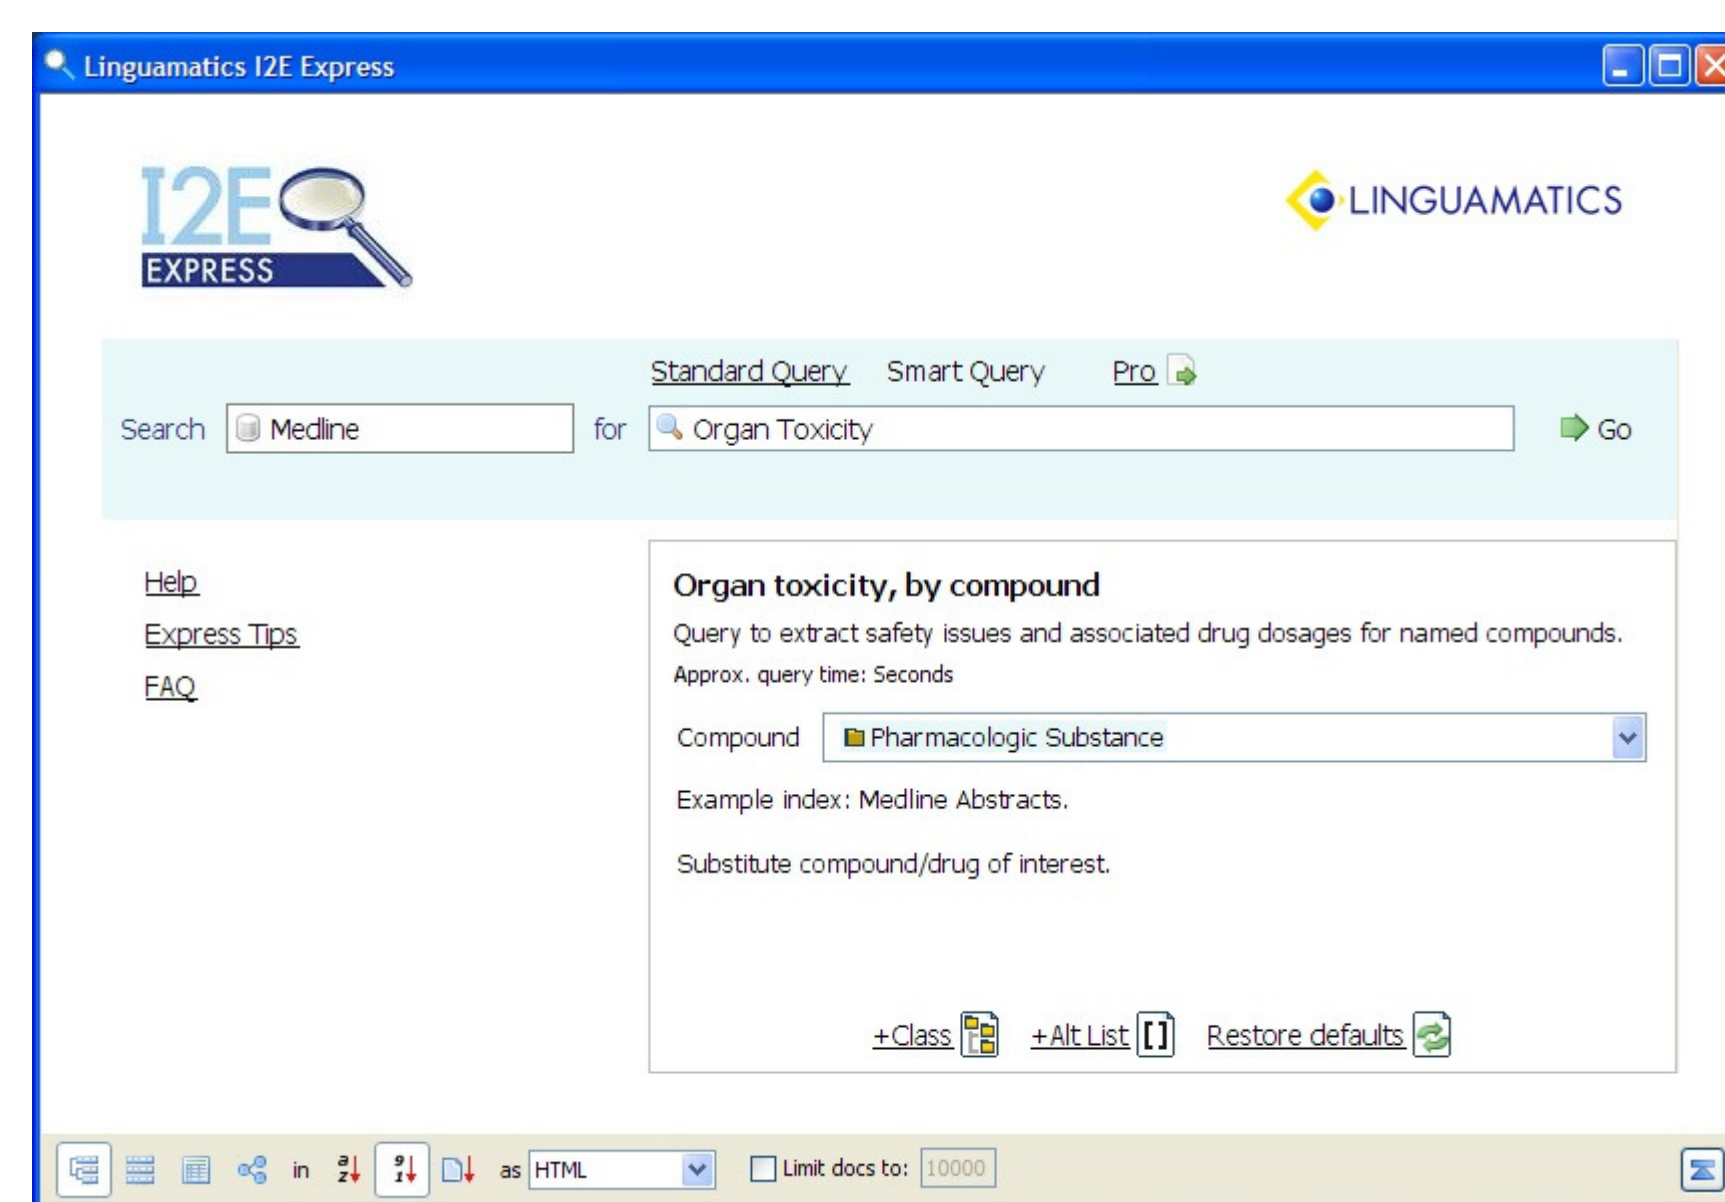 Linguamatics I2E Express
I2E
EXPRESS
LINGUAMATICS
Standard Query Smart Query Pro
Search Medline for Organ Toxicity Go
Help
Express Tips
FAQ
Organ toxicity, by compound
Query to extract safety issues and associated drug dosages for named compounds.
Approx. query time: Seconds
Compound Pharmacologic Substance
Example index: Medline Abstracts.
Substitute compound/drug of interest.
+Class +Alt List [] Restore defaults
in a z 9 1 as HTML Limit docs to: 10000